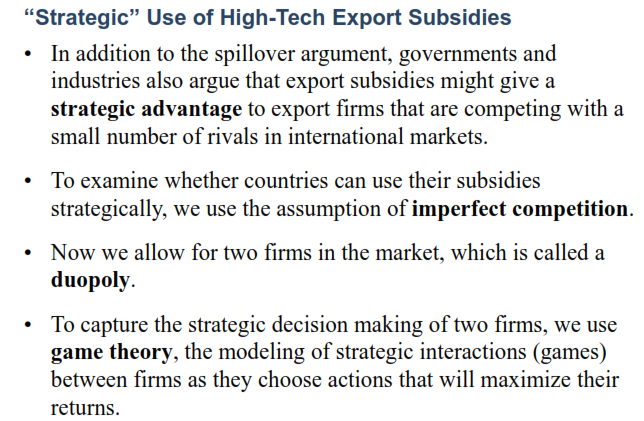 “Strategic” Use of High-Tech Export Subsidies
• In addition to the spillover argument, governments and
industries also argue that export subsidies might give a
strategic advantage to export firms that are competing with a
small number of rivals in international markets.
• To examine whether countries can use their subsidies
strategically, we use the assumption of imperfect competition.
• Now we allow for two firms in the market, which is called a
duopoly.
• To capture the strategic decision making of two firms, we use
game theory, the modeling of strategic interactions (games)
between firms as they choose actions that will maximize their
returns.